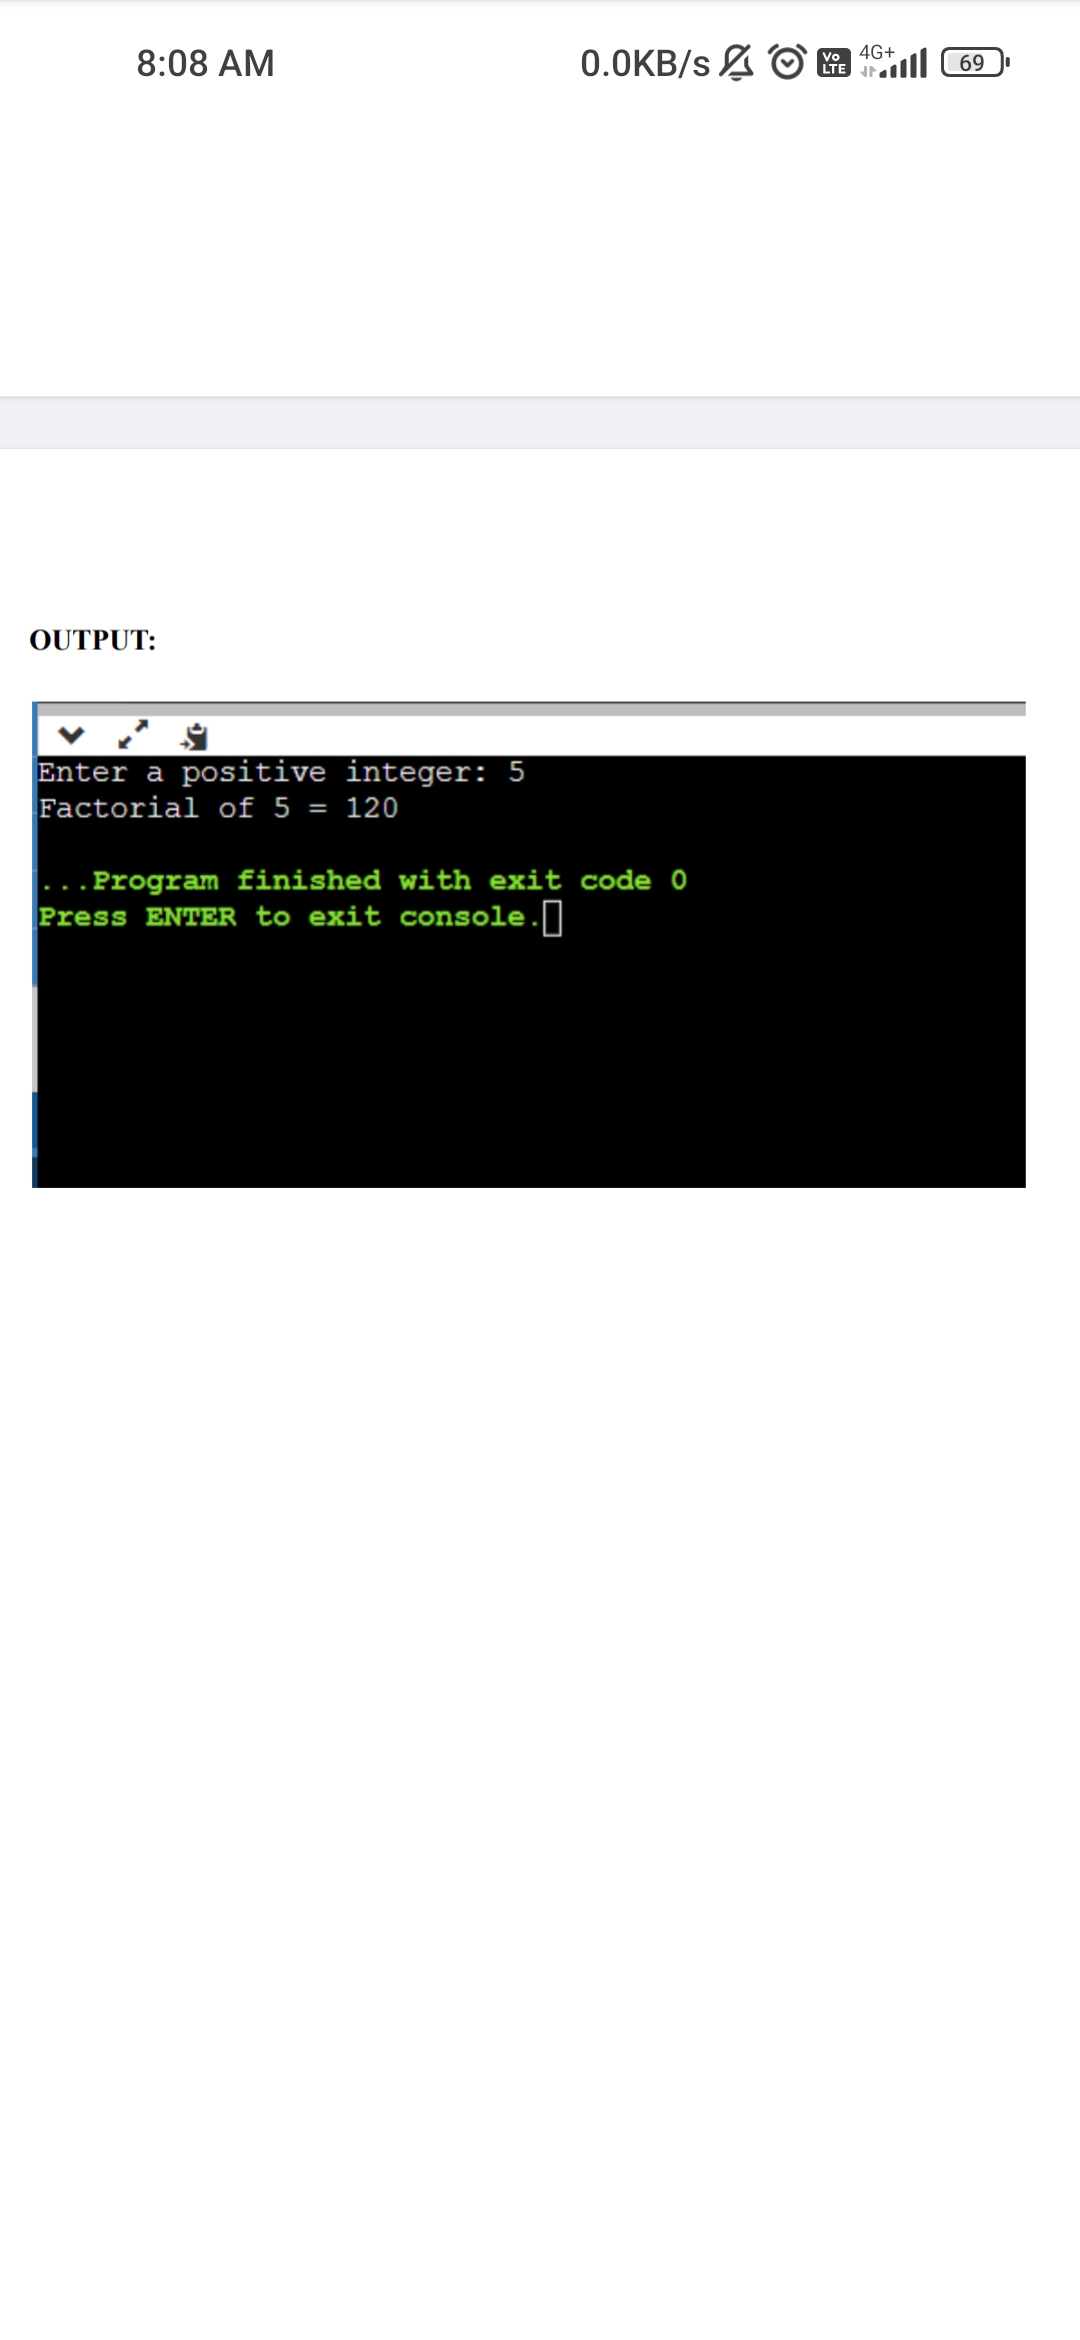 8:08 AM 0.0KB/s Vo LTE 4G+ 69
OUTPUT:
Enter a positive integer: 5
Factorial of 5 = 120
...Program finished with exit code 0
Press ENTER to exit console.